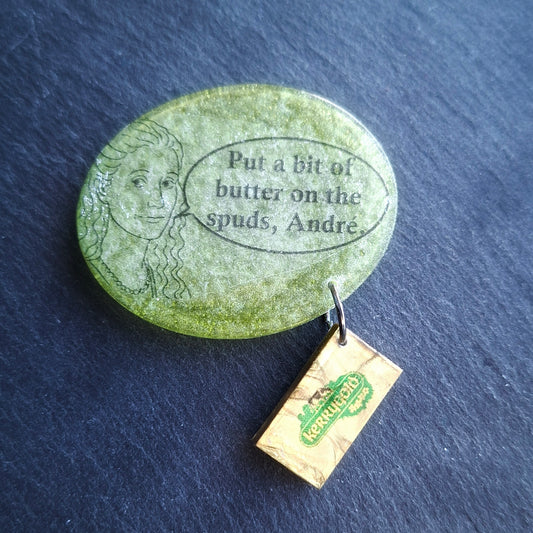 Put a bit of
butter on the
spuds, André.
Kerrygold